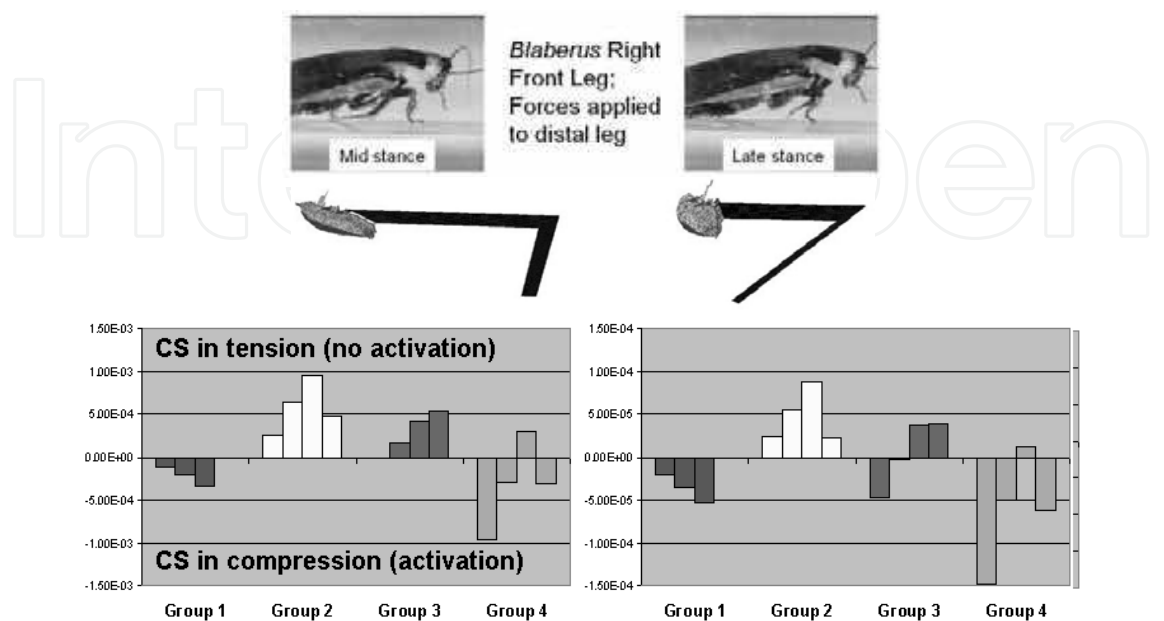 Blaberus Right
Front Leg;
Forces applied
to distal leg
Mid stance
Late stance
1.50E-03
1.00E-03
5.00E-04
0.00E+00
-5.00E-04
-1.00E-03
-1.50E-03
CS in tension (no activation)
CS in compression (activation)
Group 1 Group 2 Group 3 Group 4
1.50E-04
1.00E-04
5.00E-05
0.00E+00
-5.00E-05
-1.00E-04
-1.50E-04
Group 1 Group 2 Group 3 Group 4